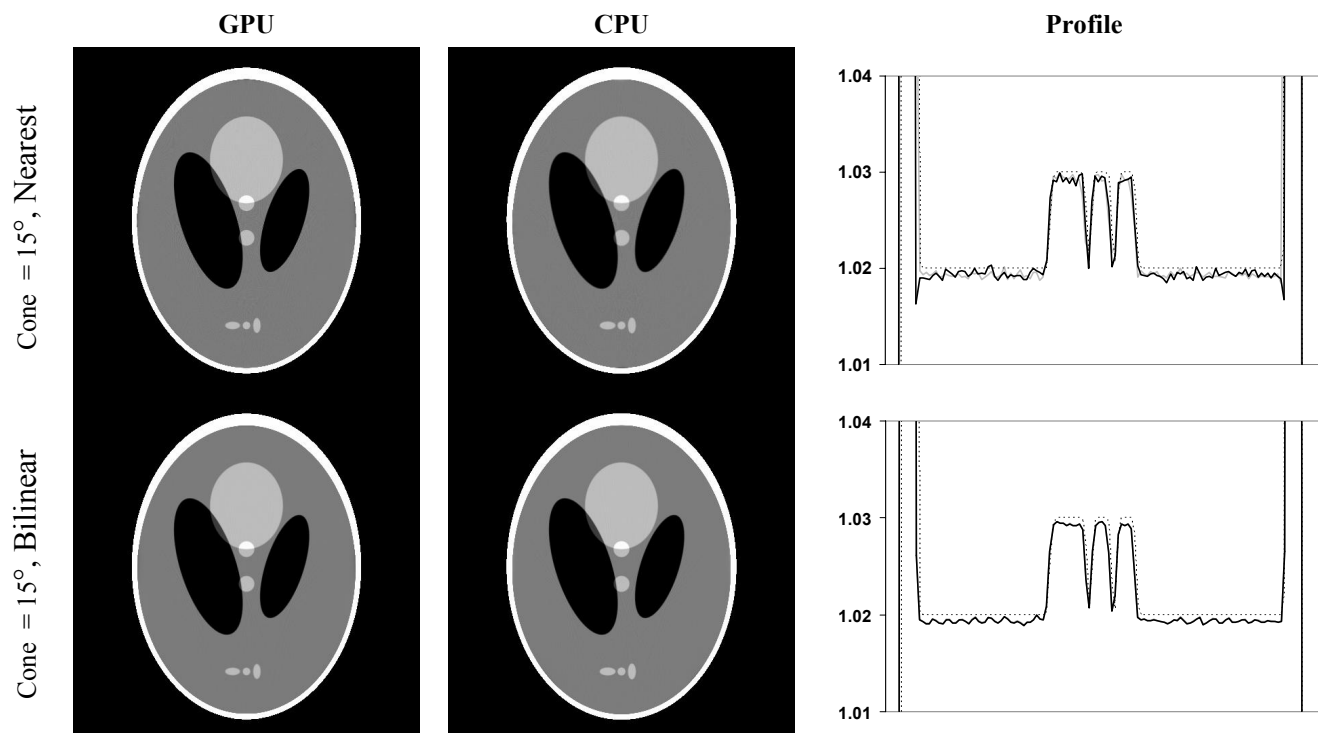 GPU
CPU
Profile
Cone = 15°, Nearest
1.04
1.03
1.02
1.01
Cone = 15°, Bilinear
1.04
1.03
1.02
1.01